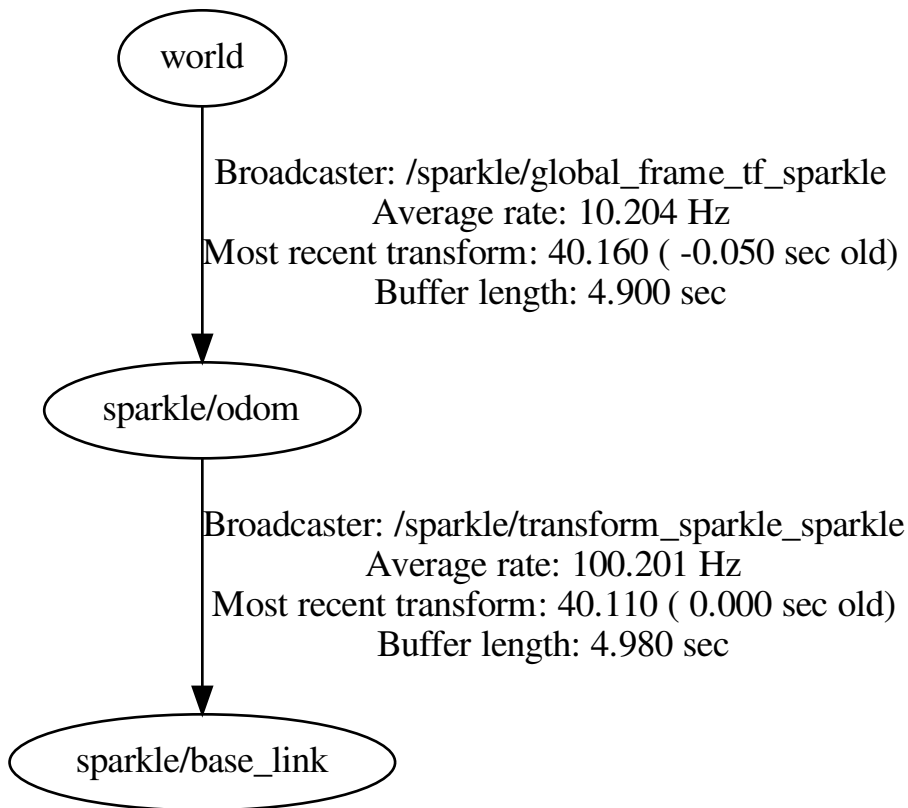 world
Broadcaster: /sparkle/global_frame_tf_sparkle
Average rate: 10.204 Hz
Most recent transform: 40.160 ( -0.050 sec old)
Buffer length: 4.900 sec
sparkle/odom
Broadcaster: /sparkle/transform_sparkle_sparkle
Average rate: 100.201 Hz
Most recent transform: 40.110 ( 0.000 sec old)
Buffer length: 4.980 sec
sparkle/base_link